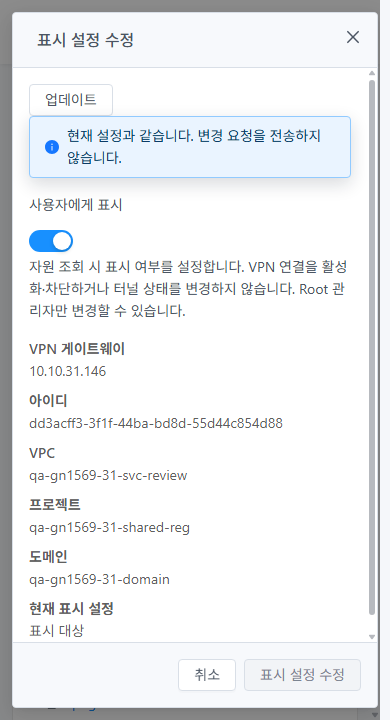 표시 설정 수정
업데이트
현재 설정과 같습니다. 변경 요청을 전송하지
않습니다.
사용자에게 표시
자원 조회 시 표시 여부를 설정합니다. VPN 연결을 활성
화·차단하거나 터널 상태를 변경하지 않습니다. Root 관
리자만 변경할 수 있습니다.
VPN 게이트웨이
10.10.31.146
아이디
dd3acff3-3f1f-44ba-bd8d-55d44c854d88
VPC
qa-gn1569-31-svc-review
프로젝트
qa-gn1569-31-shared-reg
도메인
qa-gn1569-31-domain
현재 표시 설정
표시 대상
취소
표시 설정 수정